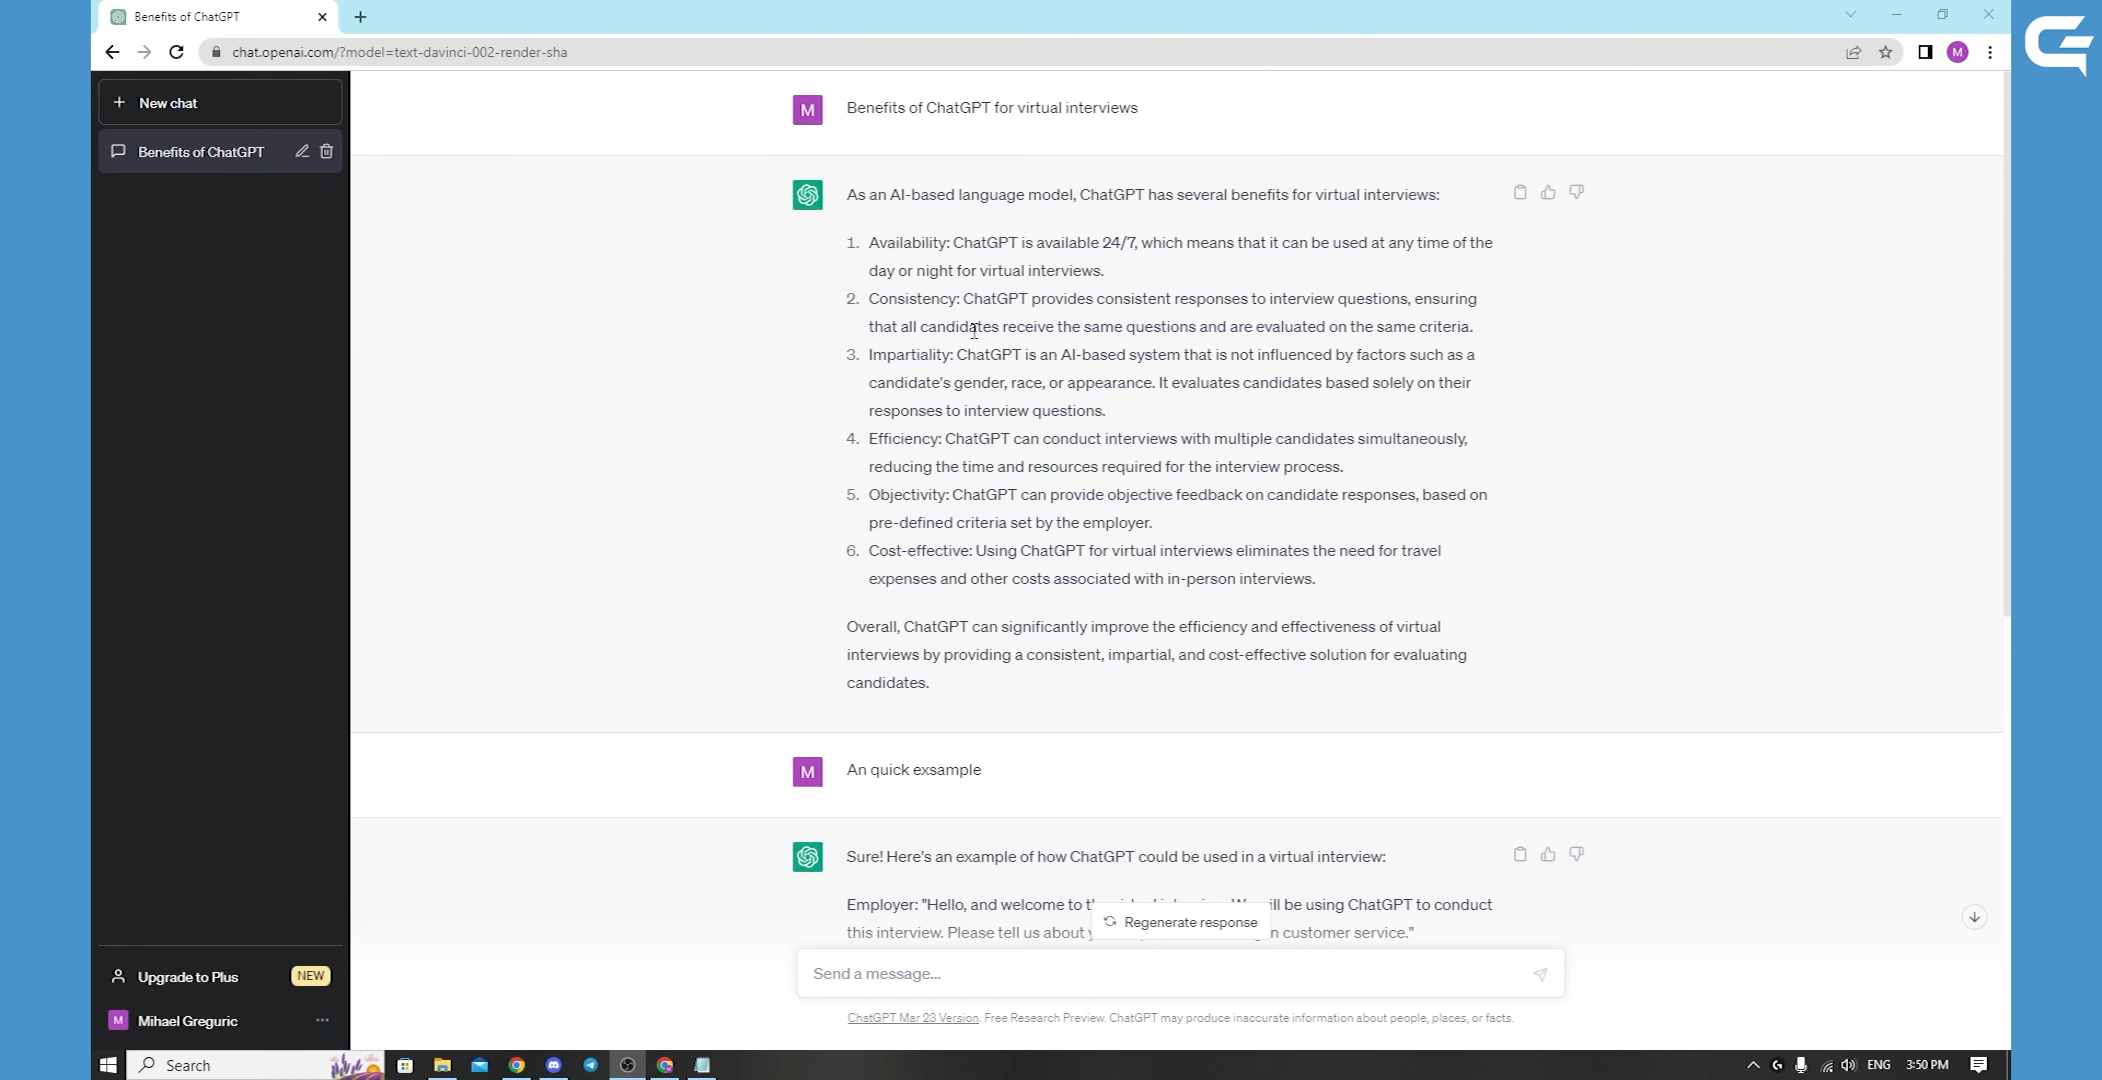 Benefits of ChatGPT
chat.openai.com/?model=text-davinci-002-render-sha
M
New chat
Benefits of ChatGPT
M
Benefits of ChatGPT for virtual interviews
As an AI-based language model, ChatGPT has several benefits for virtual interviews:
1. Availability: ChatGPT is available 24/7, which means that it can be used at any time of the
day or night for virtual interviews.
2. Consistency: ChatGPT provides consistent responses to interview questions, ensuring
that all candidates receive the same questions and are evaluated on the same criteria.
3. Impartiality: ChatGPT is an AI-based system that is not influenced by factors such as a
candidate's gender, race, or appearance. It evaluates candidates based solely on their
responses to interview questions.
4. Efficiency: ChatGPT can conduct interviews with multiple candidates simultaneously,
reducing the time and resources required for the interview process.
5. Objectivity: ChatGPT can provide objective feedback on candidate responses, based on
pre-defined criteria set by the employer.
6. Cost-effective: Using ChatGPT for virtual interviews eliminates the need for travel
expenses and other costs associated with in-person interviews.
Overall, ChatGPT can significantly improve the efficiency and effectiveness of virtual
interviews by providing a consistent, impartial, and cost-effective solution for evaluating
candidates.
M
An quick exsample
Sure! Here's an example of how ChatGPT could be used in a virtual interview:
Employer: "Hello, and welcome to be using ChatGPT to conduct
this interview. Please tell us about customer service."
Regenerate response
Send a message...
ChatGPT Mar 23 Version. Free Research Preview. ChatGPT may produce inaccurate information about people, places, or facts.
Upgrade to Plus NEW
M Mihael Greguric
Search
ENG 3:50 PM